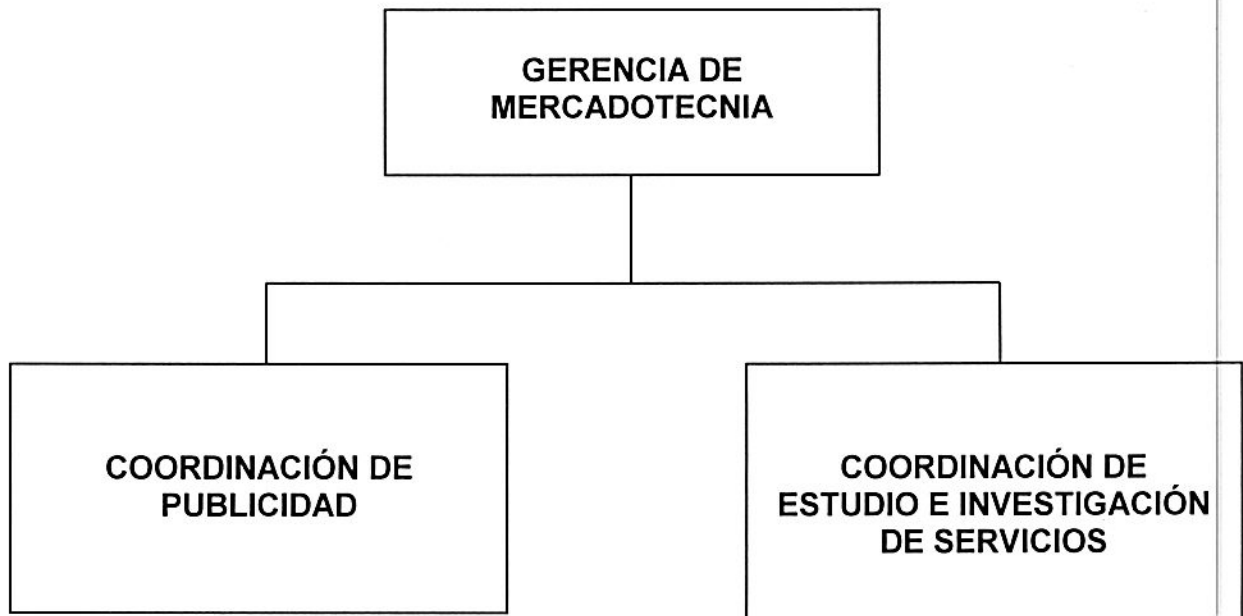 GERENCIA DE
MERCADOTECNIA
COORDINACIÓN DE
PUBLICIDAD
COORDINACIÓN DE
ESTUDIO E INVESTIGACIÓN
DE SERVICIOS